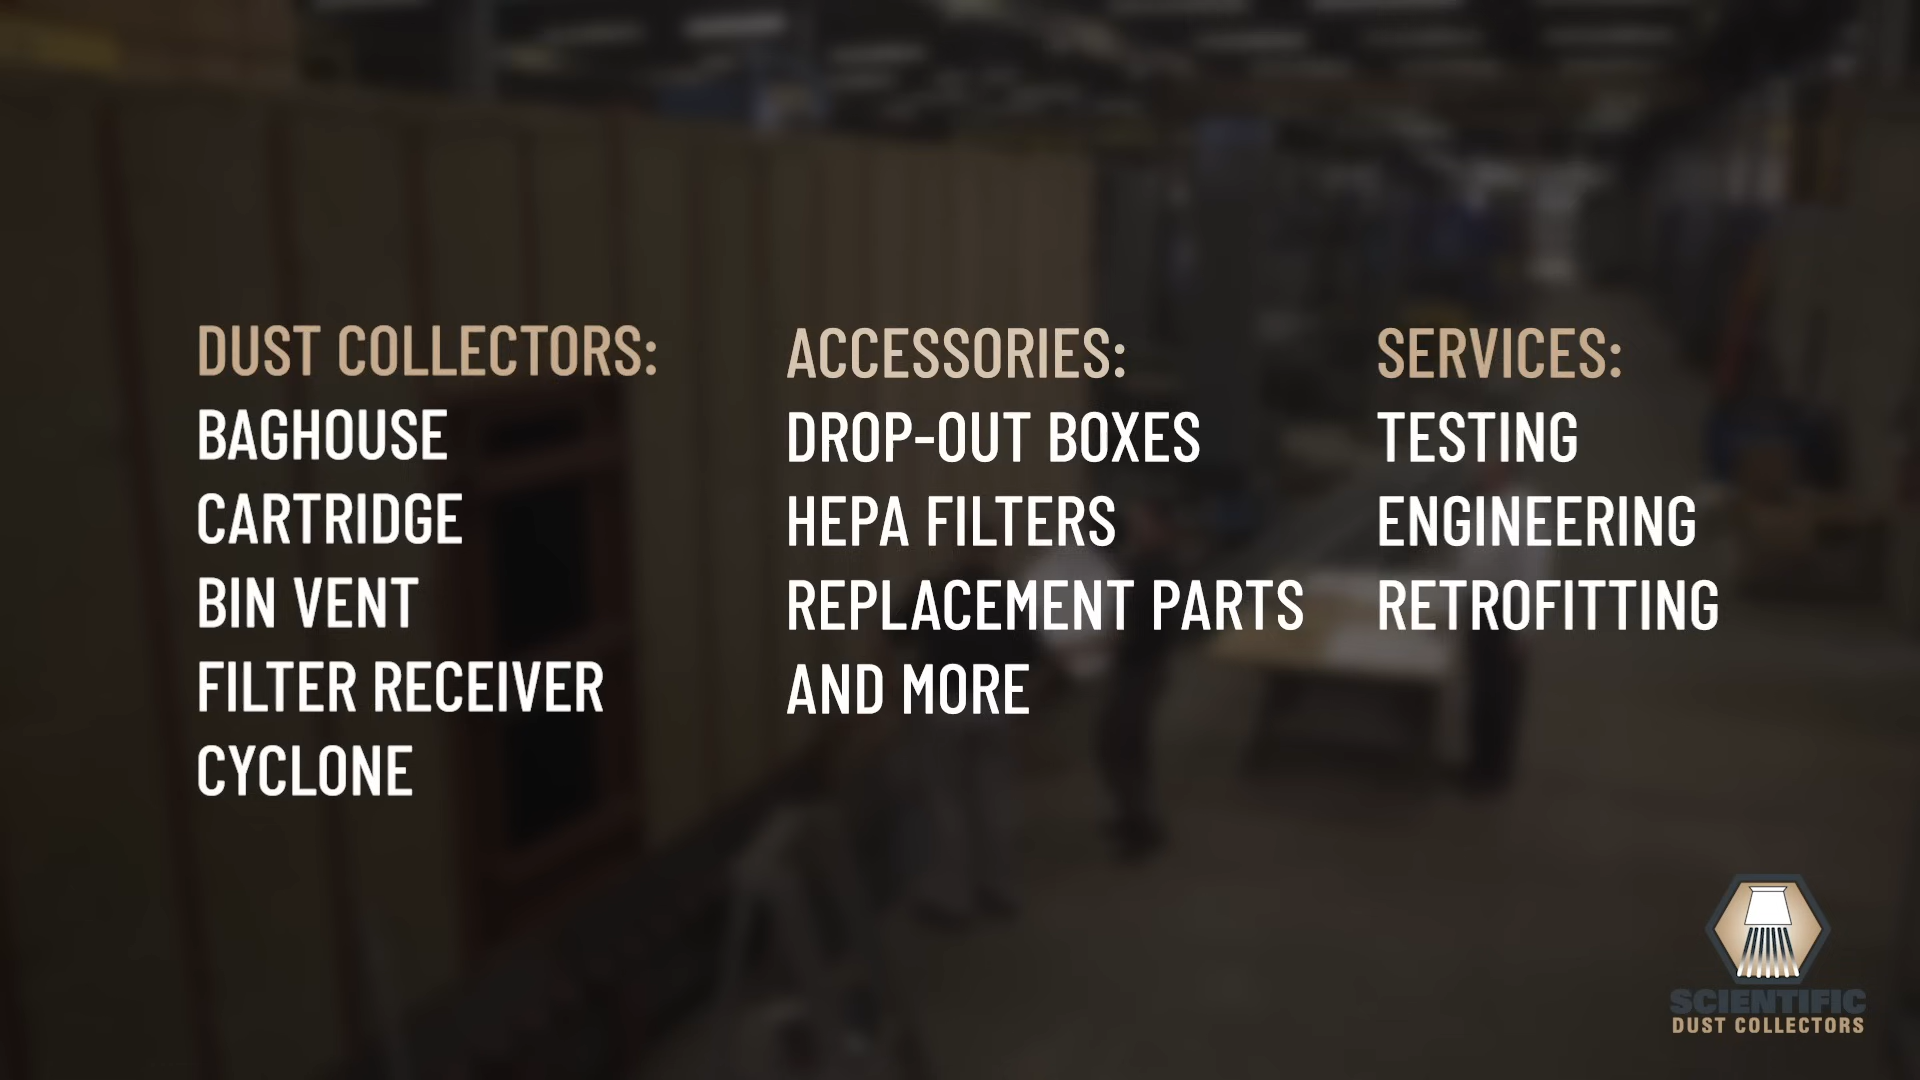 DUST COLLECTORS:
BAGHOUSE
CARTRIDGE
BIN VENT
FILTER RECEIVER
CYCLONE
ACCESSORIES:
DROP-OUT BOXES
HEPA FILTERS
REPLACEMENT PARTS
AND MORE
SERVICES:
TESTING
ENGINEERING
RETROFITTING
SCIENTIFIC
DUST COLLECTORS